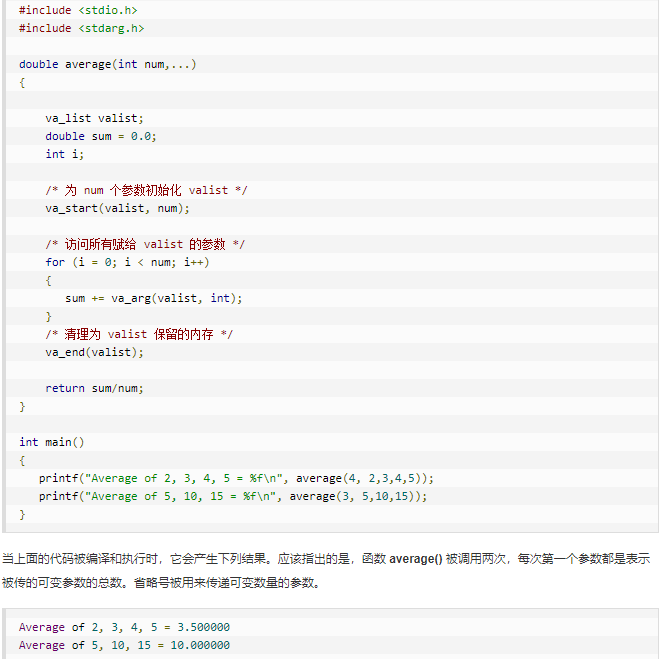 #include <stdio.h>
#include <stdarg.h>
double average(int num,...)
{
va_list valist;
double sum = 0.0;
int i;
/* 为 num 个参数初始化 valist */
va_start(valist, num);
/* 访问所有赋给 valist 的参数 */
for (i = 0; i < num; i++)
{
sum += va_arg(valist, int);
}
/* 清理为 valist 保留的内存 */
va_end(valist);
return sum/num;
}
int main()
{
printf("Average of 2, 3, 4, 5 = %f\n", average(4, 2,3,4,5));
printf("Average of 5, 10, 15 = %f\n", average(3, 5,10,15));
}
当上面的代码被编译和执行时，它会产生下列结果。应该指出的是，函数 average() 被调用两次，每次第一个参数都是表示
被传的可变参数的总数。省略号被用来传递可变数量的参数。
Average of 2, 3, 4, 5 = 3.500000
Average of 5, 10, 15 = 10.000000